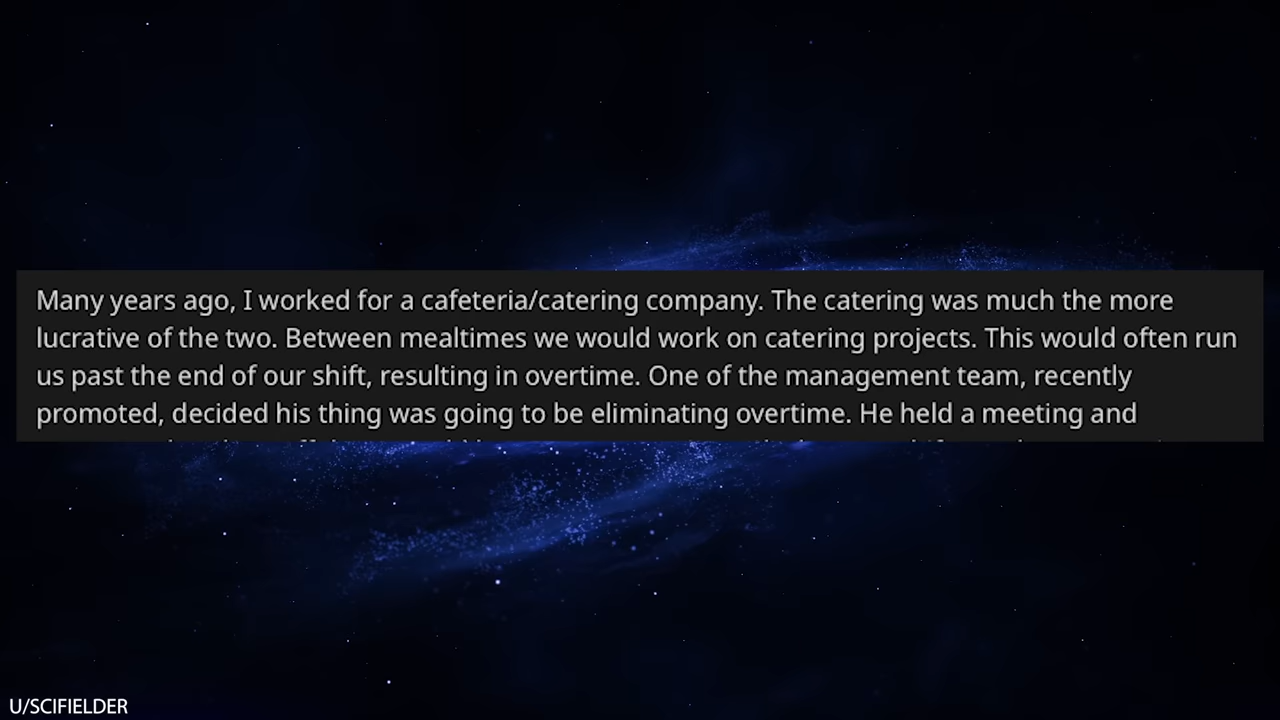 Many years ago, I worked for a cafeteria/catering company. The catering was much the more
lucrative of the two. Between mealtimes we would work on catering projects. This would often run
us past the end of our shift, resulting in overtime. One of the management team, recently
promoted, decided his thing was going to be eliminating overtime. He held a meeting and
U/SCIFIELDER